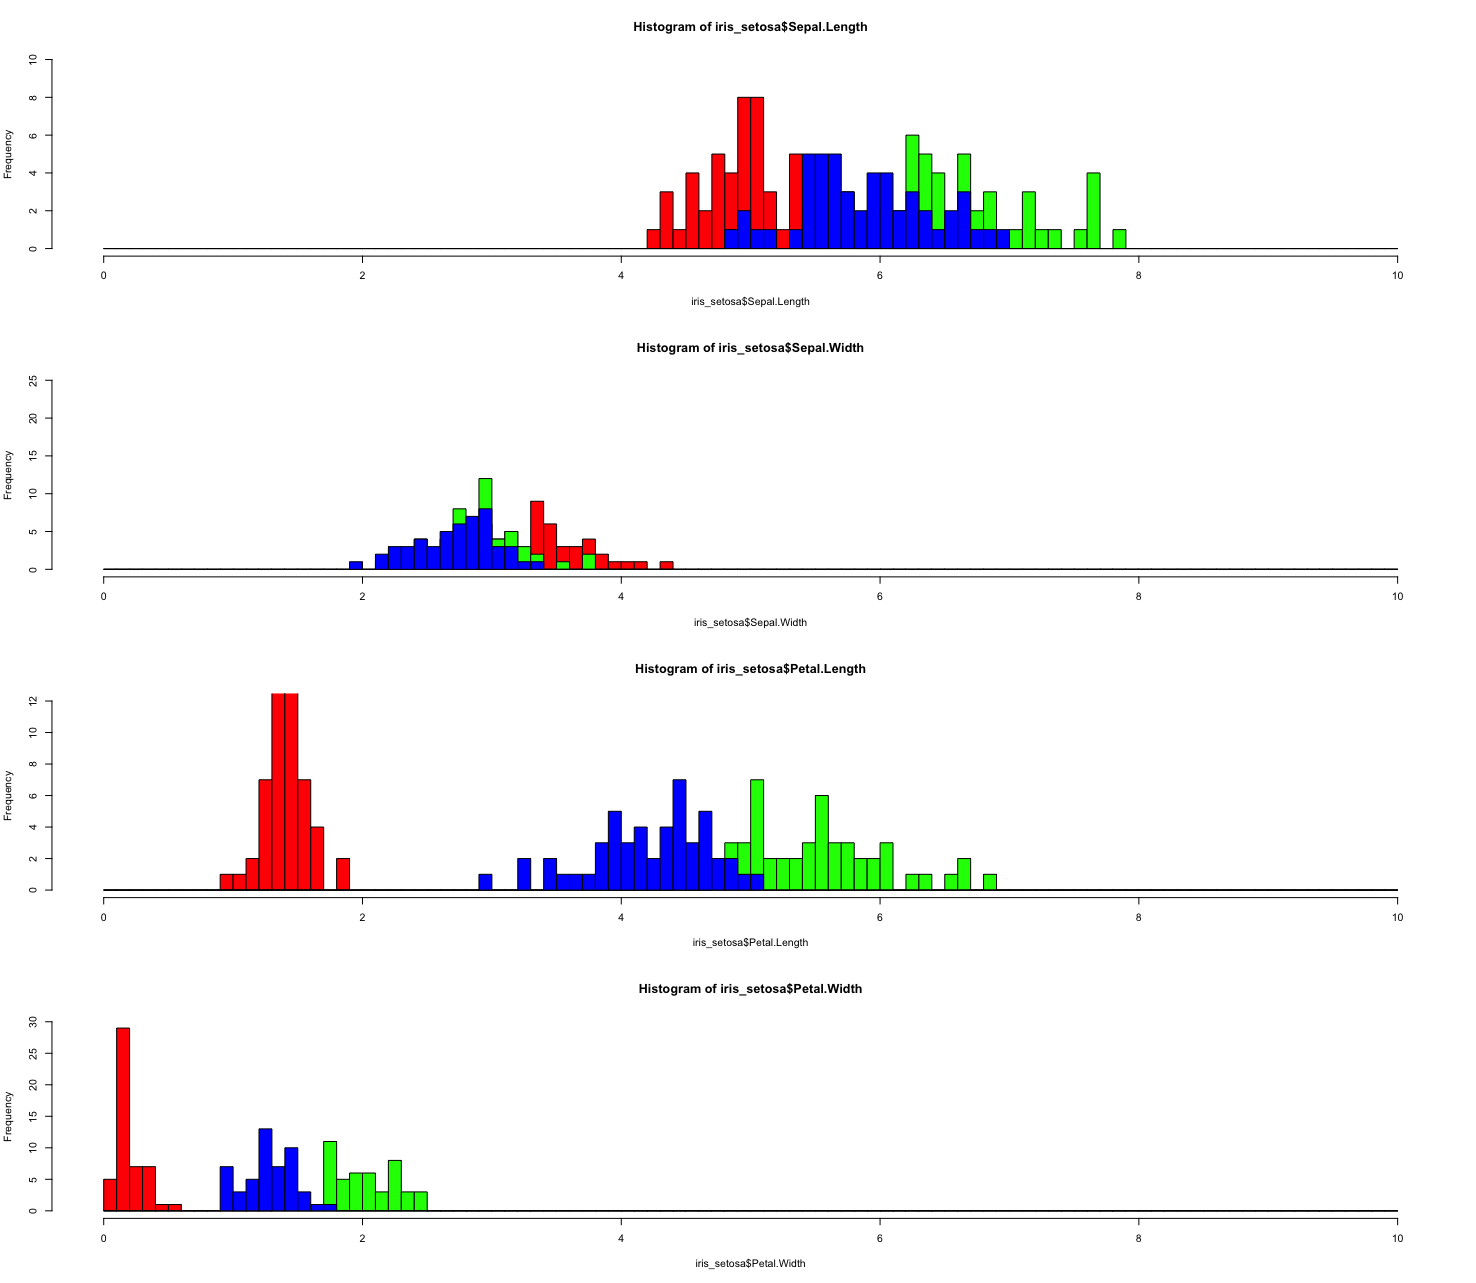 Histogram of iris_setosa$Sepal.Length
Frequency
10
8
6
4
2
0
0 2 4 6 8 10
iris_setosa$Sepal.Length
Histogram of iris_setosa$Sepal.Width
Frequency
25
20
15
10
5
0
0 2 4 6 8 10
iris_setosa$Sepal.Width
Histogram of iris_setosa$Petal.Length
Frequency
12
10
8
6
4
2
0
0 2 4 6 8 10
iris_setosa$Petal.Length
Histogram of iris_setosa$Petal.Width
Frequency
30
25
20
15
10
5
0
0 2 4 6 8 10
iris_setosa$Petal.Width